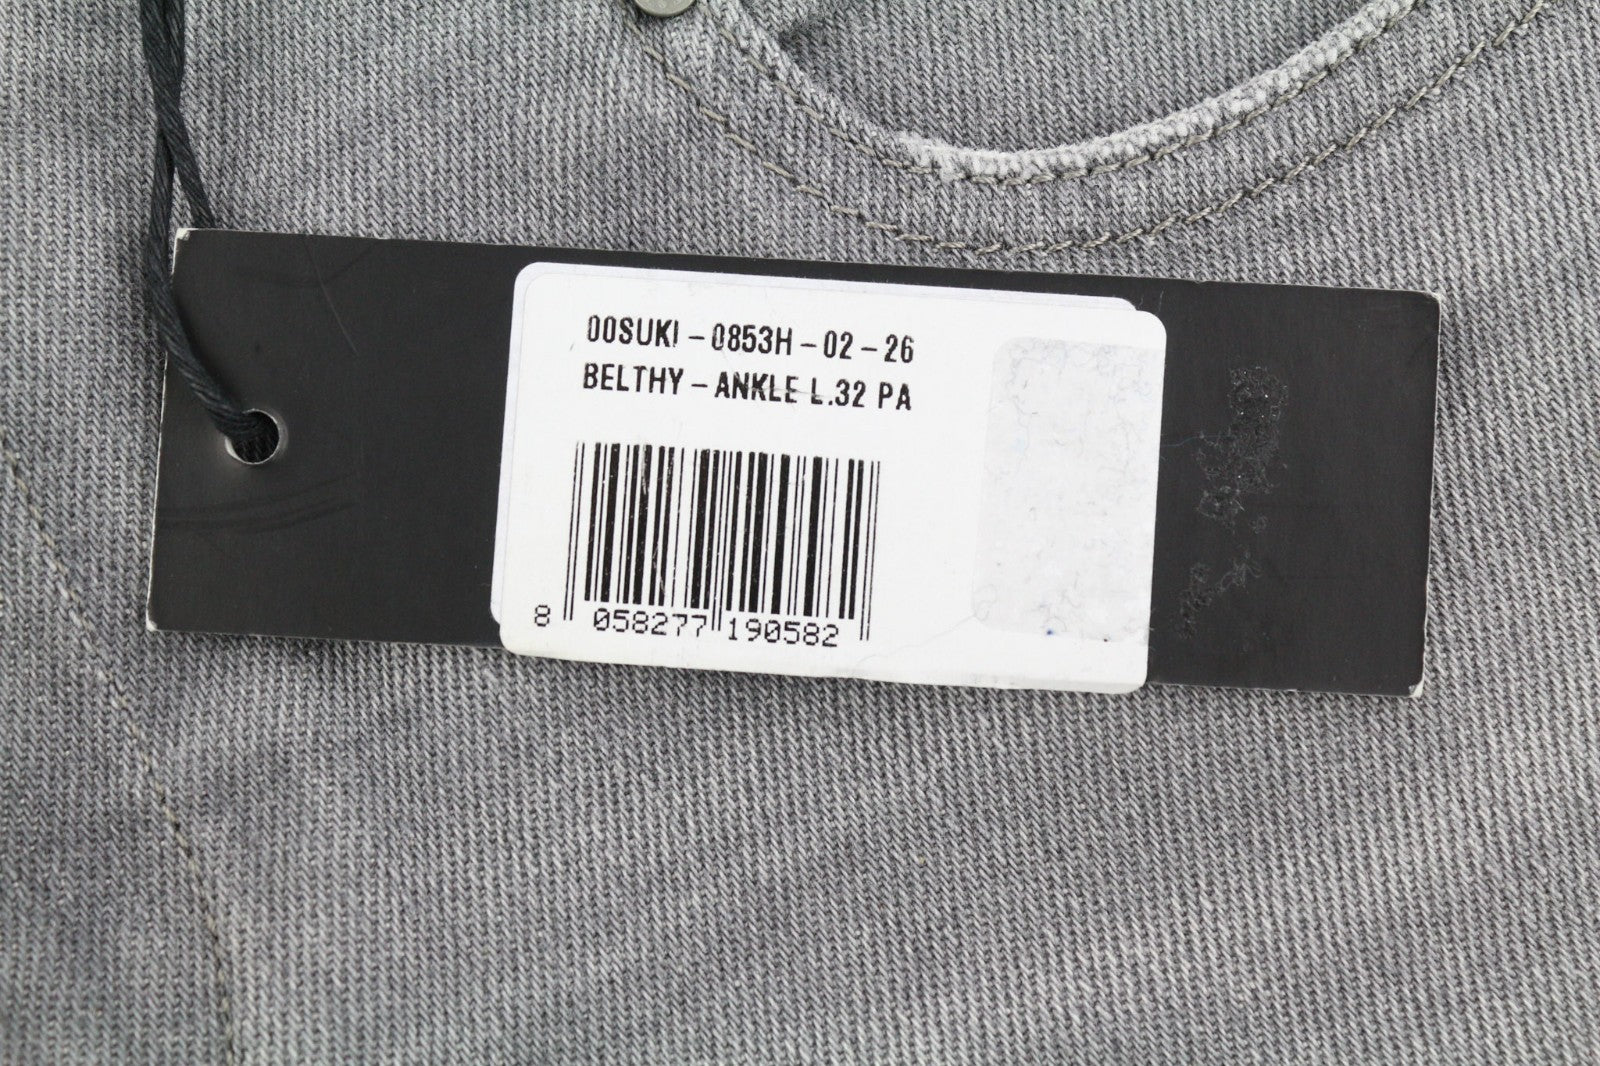 00SUKI-0853H-02-26
BELTHY-ANKLE L.32 PA
8 058277 190582